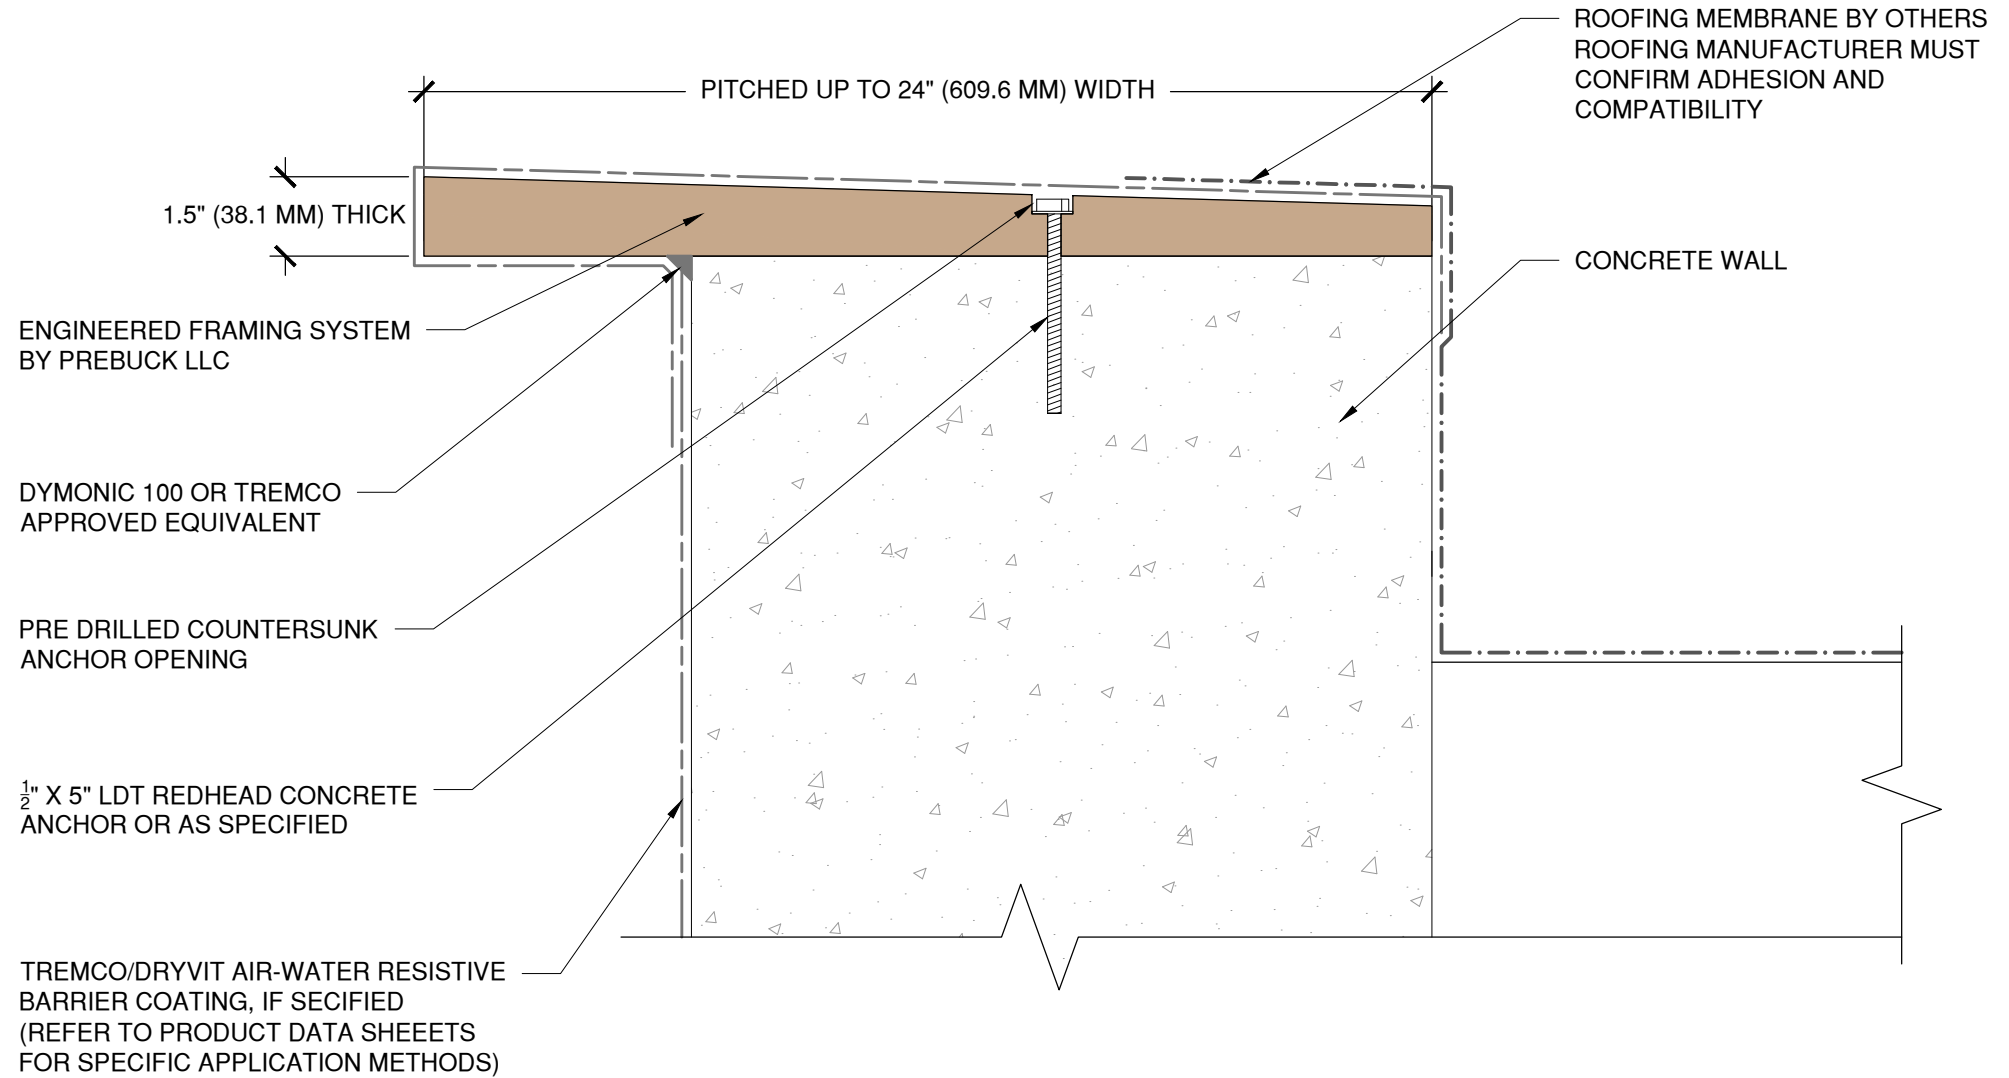 ROOFING MEMBRANE BY OTHERS
ROOFING MANUFACTURER MUST
CONFIRM ADHESION AND
COMPATIBILITY
PITCHED UP TO 24" (609.6 MM) WIDTH
1.5" (38.1 MM) THICK
CONCRETE WALL
ENGINEERED FRAMING SYSTEM
BY PREBUCK LLC
DYMONIC 100 OR TREMCO
APPROVED EQUIVALENT
PRE DRILLED COUNTERSUNK
ANCHOR OPENING
1/2" X 5" LDT REDHEAD CONCRETE
ANCHOR OR AS SPECIFIED
TREMCO/DRYVIT AIR-WATER RESISTIVE
BARRIER COATING, IF SECIFIED
(REFER TO PRODUCT DATA SHEEETS
FOR SPECIFIC APPLICATION METHODS)